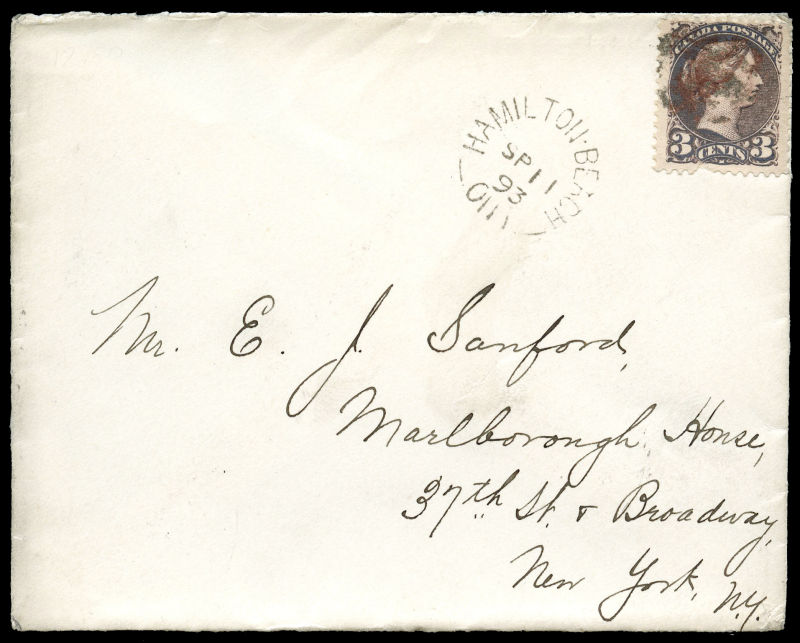 CANADA POSTAGE
3 CENTS 3
HAMILTON-BEACH
SP 11
93
ONT
Mr. E. J. Sanford,
Marlborough House,
37th St. & Broadway,
New York, N.Y.